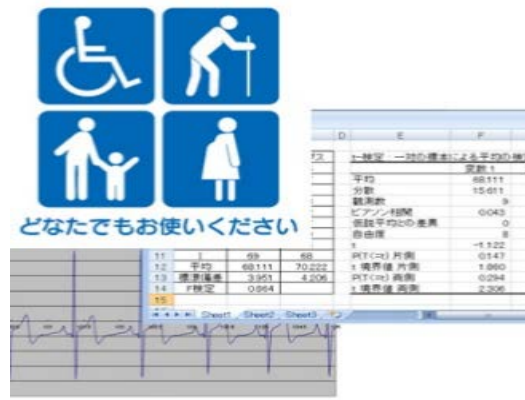 どなたでもお使いください
D E F
t-検定: 一対の標本による平均の検
変数 1
平均 68.111
分散 15.611
観測数 9
ピアソン相関 0.043
仮説平均との差異 0
自由度 8
t -1.122
11 I 69 68 P(T<=t) 片側 0.147
12 平均 68.111 70.222 t 境界値 片側 1.860
13 標準偏差 3.951 4.206 P(T<=t) 両側 0.294
14 F検定 0.864 t 境界値 両側 2.306
15
Sheet1 Sheet2 Sheet3